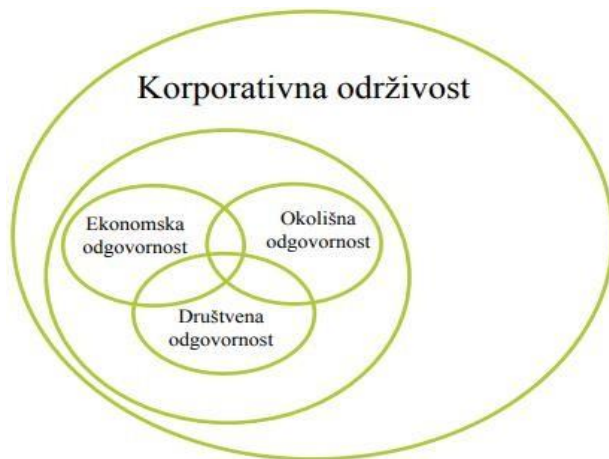 Korporativna održivost
Ekonomska
odgovornost
Okolišna
odgovornost
Društvena
odgovornost